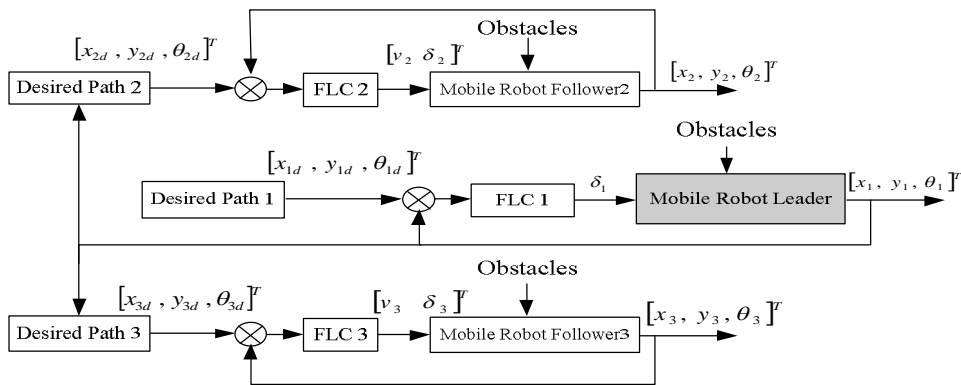 [x2d , y2d , θ2d]T
[v2 δ2]T
Obstacles
[x2, y2, θ2]T
Desired Path 2
FLC 2
Mobile Robot Follower2
[x1d , y1d , θ1d]T
Obstacles
Desired Path 1
FLC 1
δ1
Mobile Robot Leader
[x1, y1, θ1]T
[x3d , y3d , θ3d]T
[v3 δ3]T
Obstacles
[x3, y3, θ3]T
Desired Path 3
FLC 3
Mobile Robot Follower3